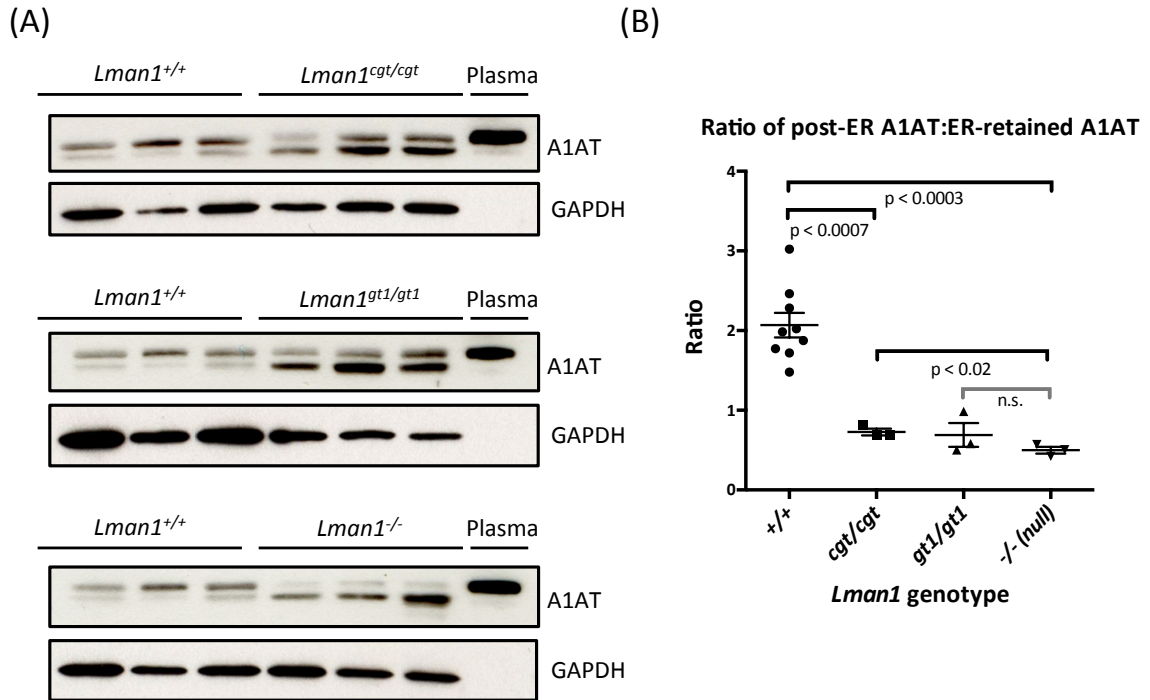 (A)
Lman1+/+ Lman1cgt/cgt Plasma
A1AT
GAPDH
Lman1+/+ Lman1gt1/gt1 Plasma
A1AT
GAPDH
Lman1+/+ Lman1-/- Plasma
A1AT
GAPDH
(B)
Ratio of post-ER A1AT:ER-retained A1AT
4
3
2
1
0
Ratio
p < 0.0003
p < 0.0007
p < 0.02
n.s.
+/+
cgt/cgt
gt1/gt1
-/- (null)
Lman1 genotype